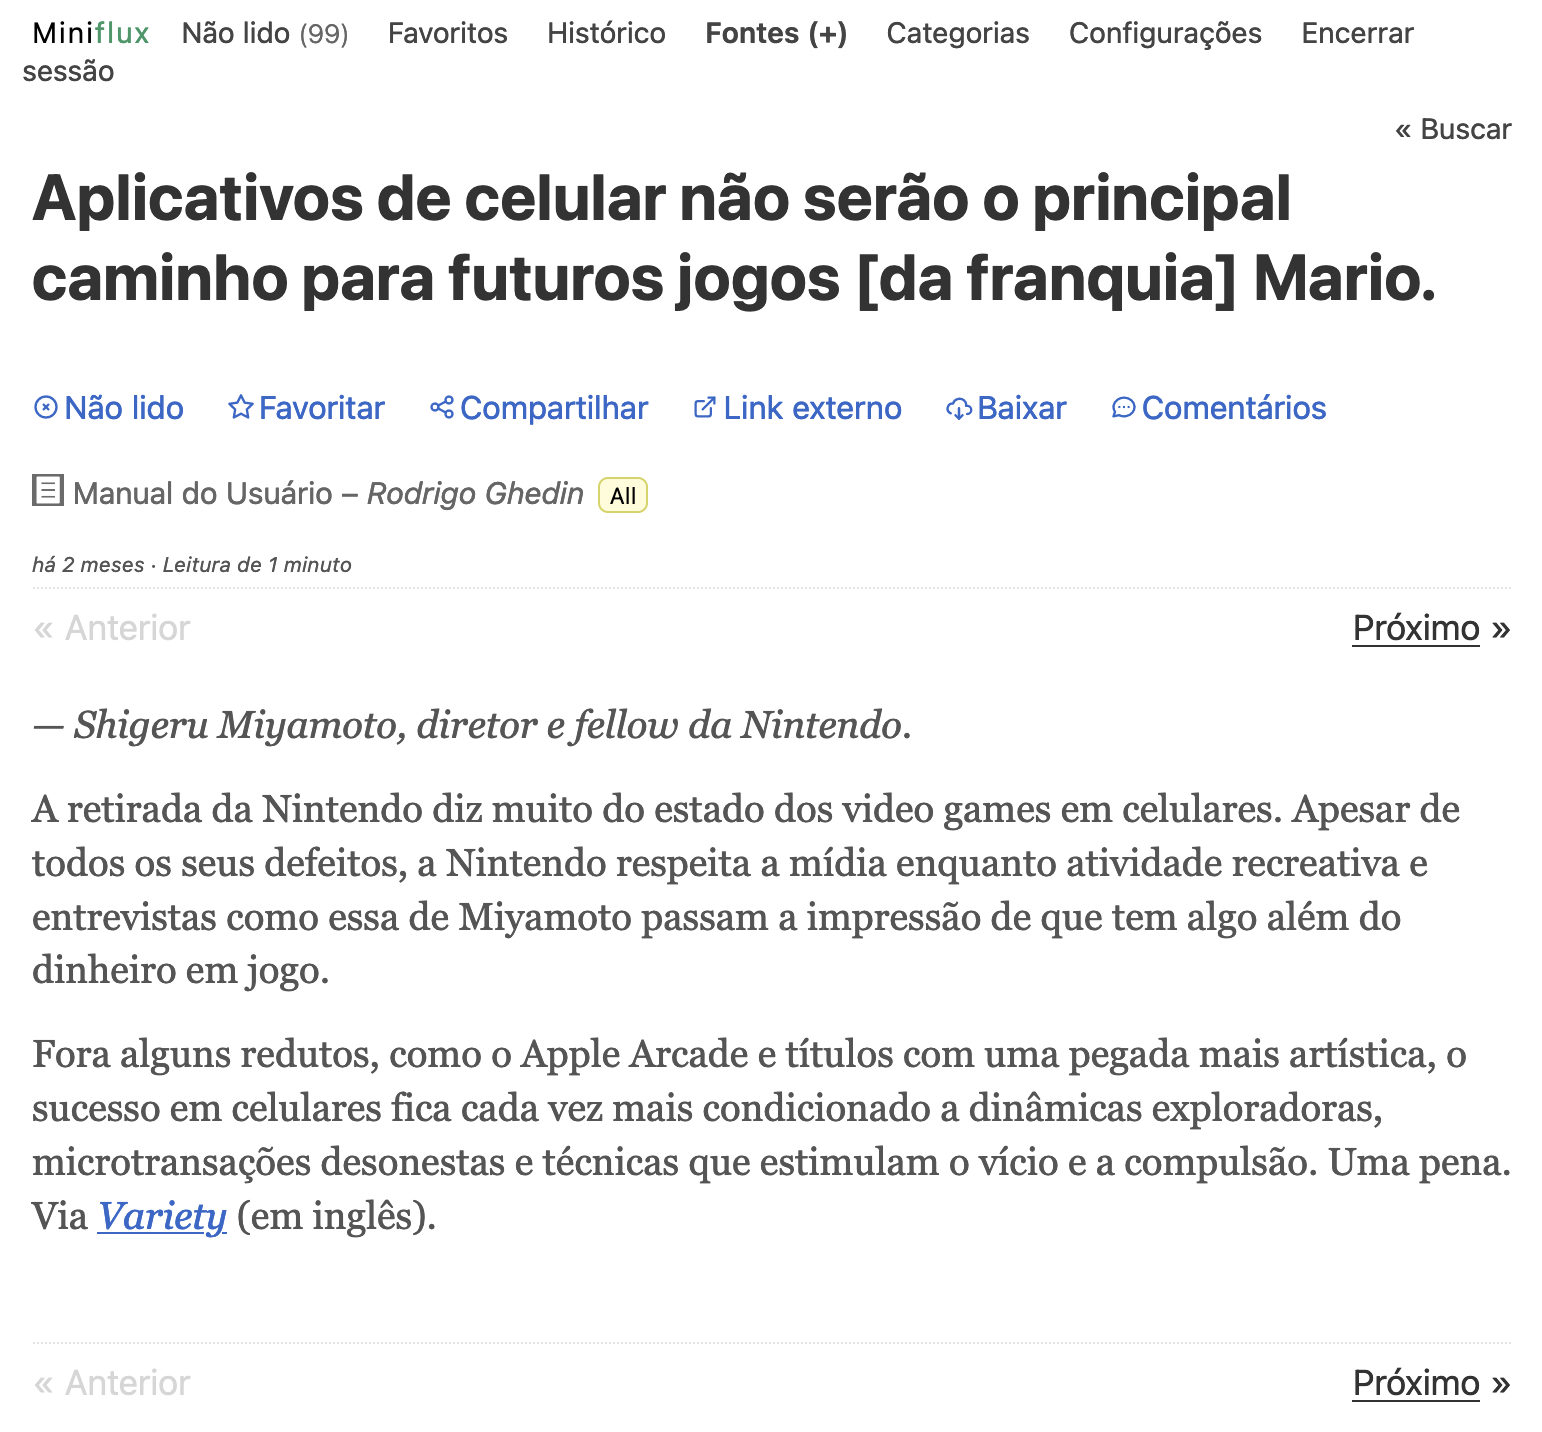 Miniflux Não lido (99) Favoritos Histórico Fontes (+) Categorias Configurações Encerrar
sessão
« Buscar
Aplicativos de celular não serão o principal
caminho para futuros jogos [da franquia] Mario.
Não lido Favoritar Compartilhar Link externo Baixar Comentários
Manual do Usuário – Rodrigo Ghedin All
há 2 meses · Leitura de 1 minuto
« Anterior Próximo »
— Shigeru Miyamoto, diretor e fellow da Nintendo.
A retirada da Nintendo diz muito do estado dos video games em celulares. Apesar de
todos os seus defeitos, a Nintendo respeita a mídia enquanto atividade recreativa e
entrevistas como essa de Miyamoto passam a impressão de que tem algo além do
dinheiro em jogo.
Fora alguns redutos, como o Apple Arcade e títulos com uma pegada mais artística, o
sucesso em celulares fica cada vez mais condicionado a dinâmicas exploradoras,
microtransações desonestas e técnicas que estimulam o vício e a compulsão. Uma pena.
Via Variety (em inglês).
« Anterior Próximo »